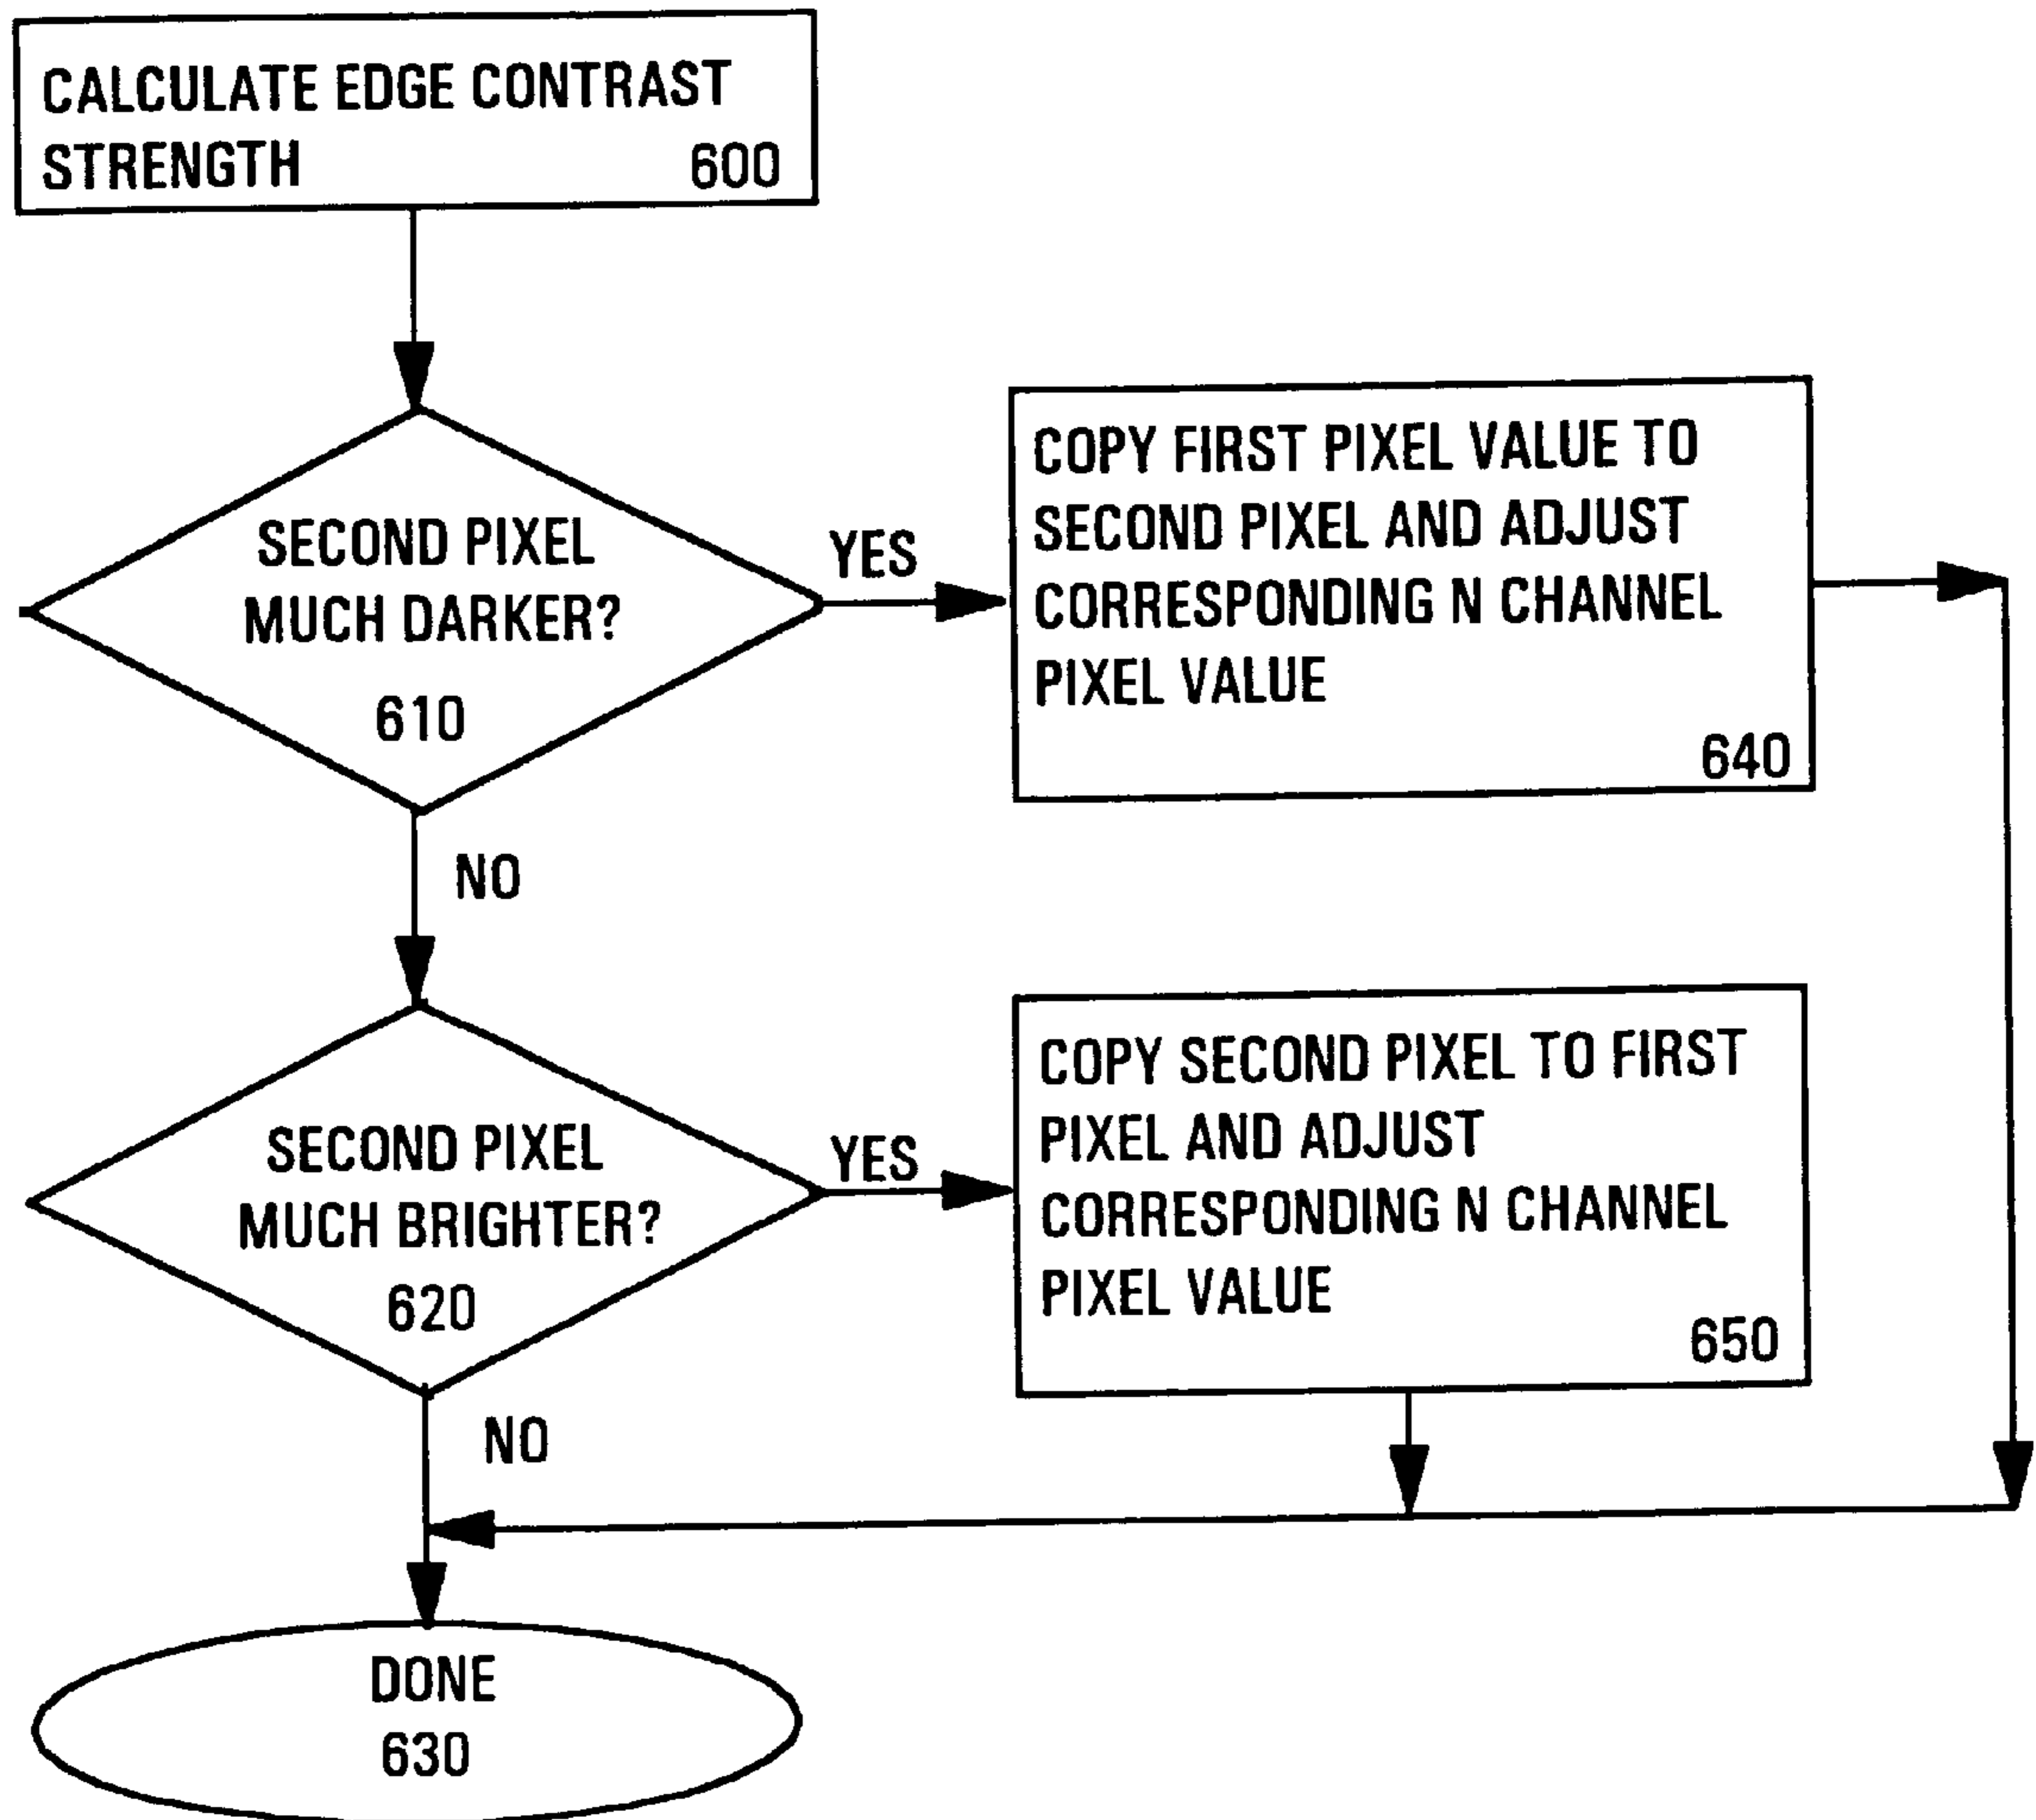 CALCULATE EDGE CONTRAST
STRENGTH 600
SECOND PIXEL
MUCH DARKER?
610
YES
COPY FIRST PIXEL VALUE TO
SECOND PIXEL AND ADJUST
CORRESPONDING N CHANNEL
PIXEL VALUE
640
NO
SECOND PIXEL
MUCH BRIGHTER?
620
YES
COPY SECOND PIXEL TO FIRST
PIXEL AND ADJUST
CORRESPONDING N CHANNEL
PIXEL VALUE
650
NO
DONE
630